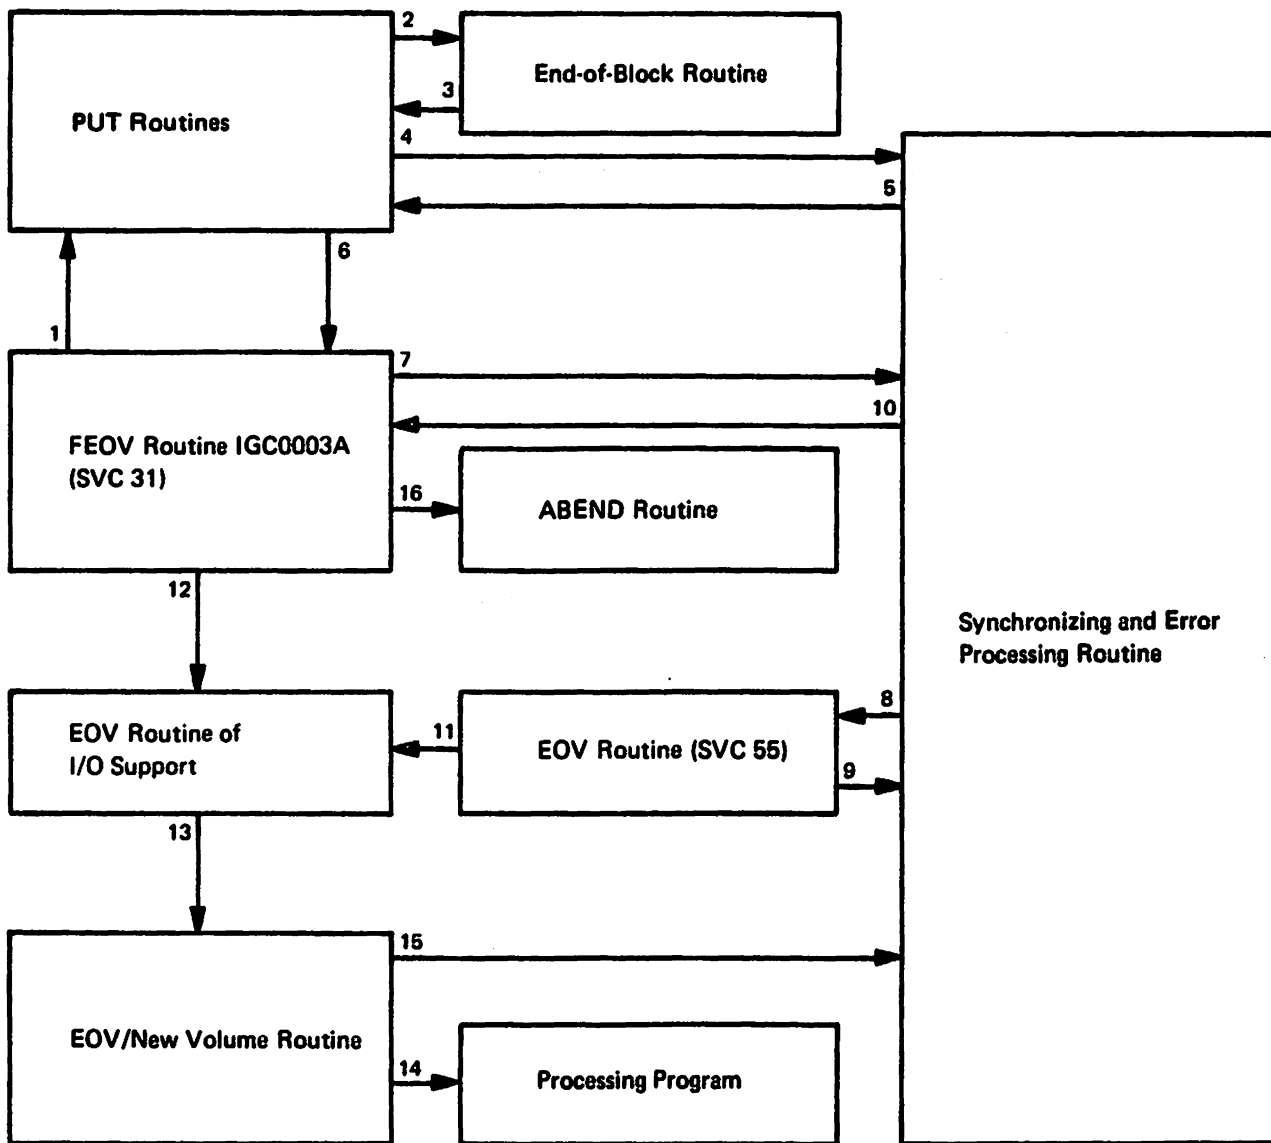 2
End-of-Block Routine
3
PUT Routines
4
5
6
1
7
10
FEOV Routine IGC0003A
(SVC 31)
16
ABEND Routine
12
Synchronizing and Error
Processing Routine
8
EOV Routine of
I/O Support
11
EOV Routine (SVC 55)
9
13
15
EOV/New Volume Routine
14
Processing Program